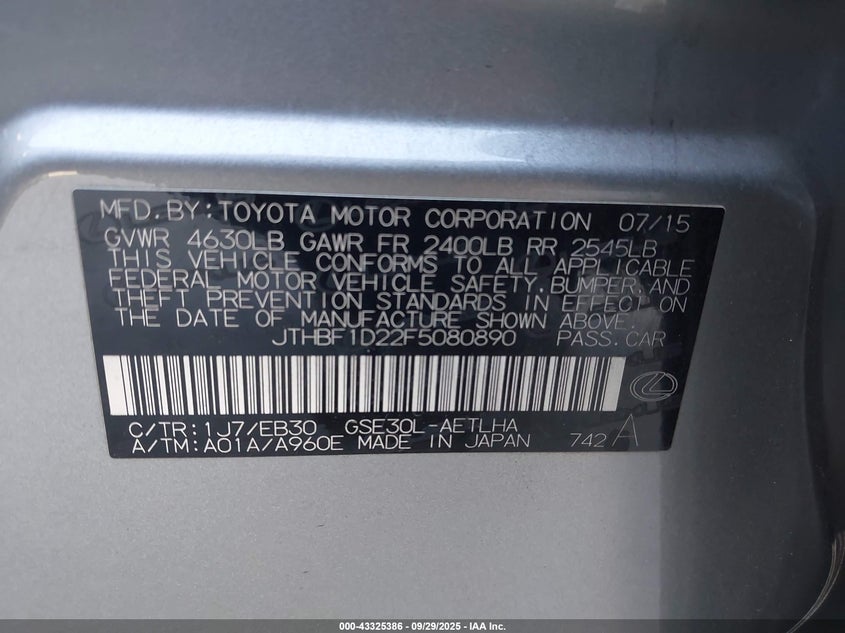 MFD.BY:TOYOTA MOTOR CORPORATION 07/15
GVWR 4630LB GAWR FR 2400LB RR 2545LB
THIS VEHICLE CONFORMS TO ALL APPLICABLE
FEDERAL MOTOR VEHICLE SAFETY,BUMPER,AND
THEFT PREVENTION STANDARDS IN EFFECT ON
THE DATE OF MANUFACTURE SHOWN ABOVE.
JTHBF1D22F5080890 PASS.CAR
C/TR:1J7/EB30 GSE30L-AETLHA
A/TM:A01A/A960E MADE IN JAPAN 742 A
000-43325386 - 09/29/2025 - IAA Inc.